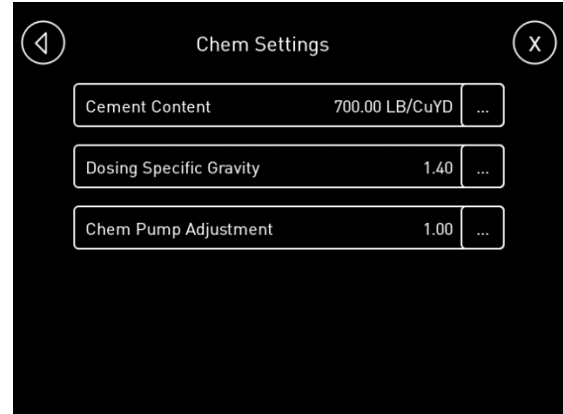 Chem Settings
X
Cement Content 700.00 LB/CuYD ...
Dosing Specific Gravity 1.40 ...
Chem Pump Adjustment 1.00 ...